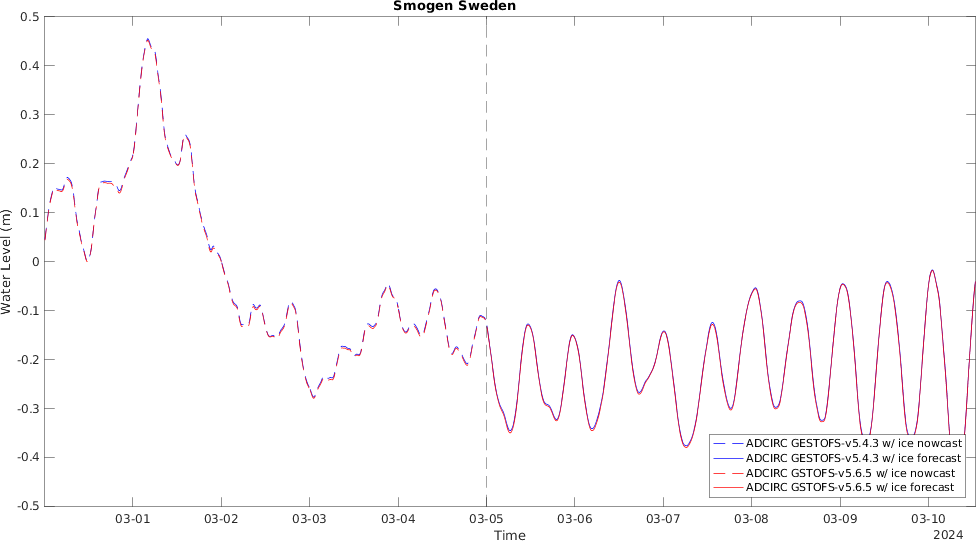 Smogen Sweden
0.5
0.4
0.3
0.2
0.1
0
-0.1
-0.2
-0.3
-0.4
-0.5
Water Level (m)
ADCIRC GESTOFS-v5.4.3 w/ ice nowcast
ADCIRC GESTOFS-v5.4.3 w/ ice forecast
ADCIRC GSTOFS-v5.6.5 w/ ice nowcast
ADCIRC GSTOFS-v5.6.5 w/ ice forecast
03-01 03-02 03-03 03-04 03-05 03-06 03-07 03-08 03-09 03-10
Time
2024